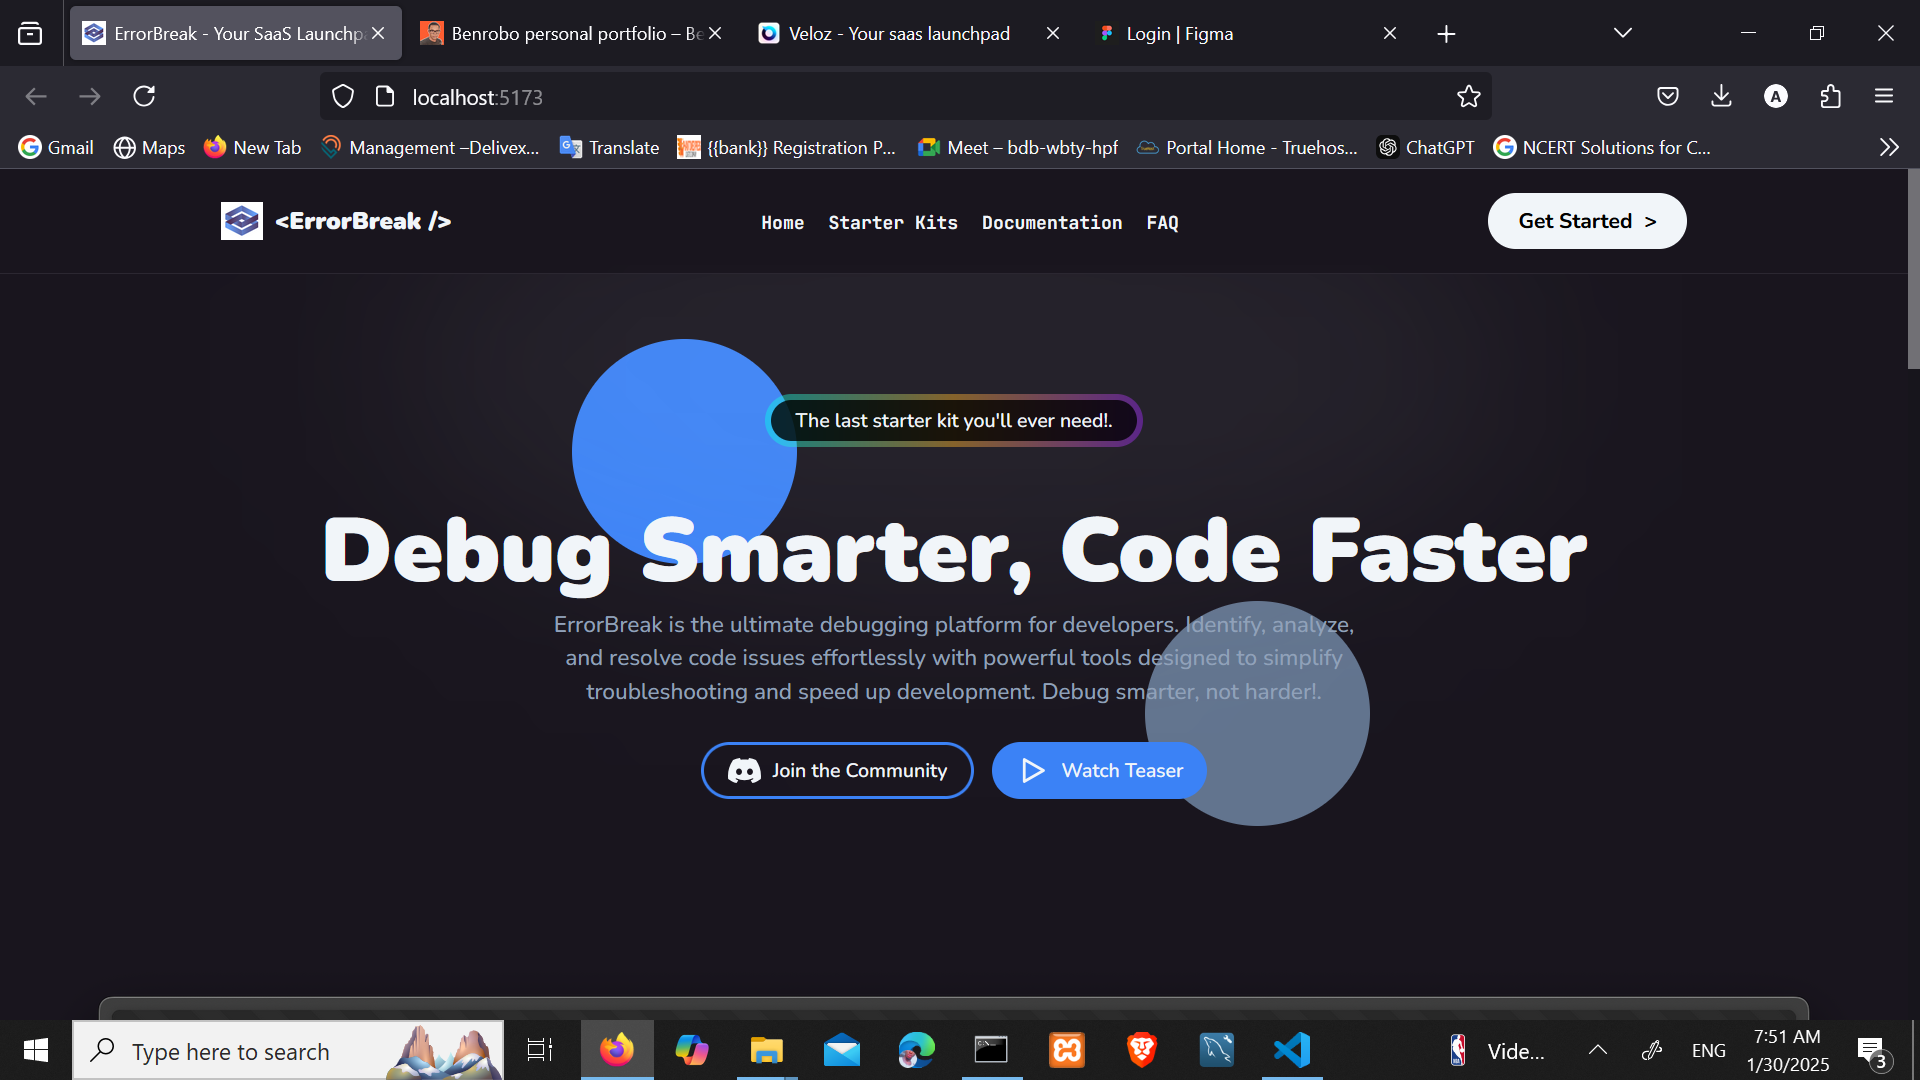 ErrorBreak - Your SaaS Launchp
Benrobo personal portfolio – Be
Veloz - Your saas launchpad
Login | Figma
localhost:5173
A
Gmail
Maps
New Tab
Management –Delivex...
Translate
{{bank}} Registration P...
Meet – bdb-wbty-hpf
Portal Home - Truehos...
ChatGPT
NCERT Solutions for C...
<ErrorBreak />
Home
Starter Kits
Documentation
FAQ
Get Started >
The last starter kit you'll ever need!.
Debug Smarter, Code Faster
ErrorBreak is the ultimate debugging platform for developers. Identify, analyze,
and resolve code issues effortlessly with powerful tools designed to simplify
troubleshooting and speed up development. Debug smarter, not harder!.
Join the Community
Watch Teaser
Type here to search
Vide...
ENG
7:51 AM
1/30/2025
3